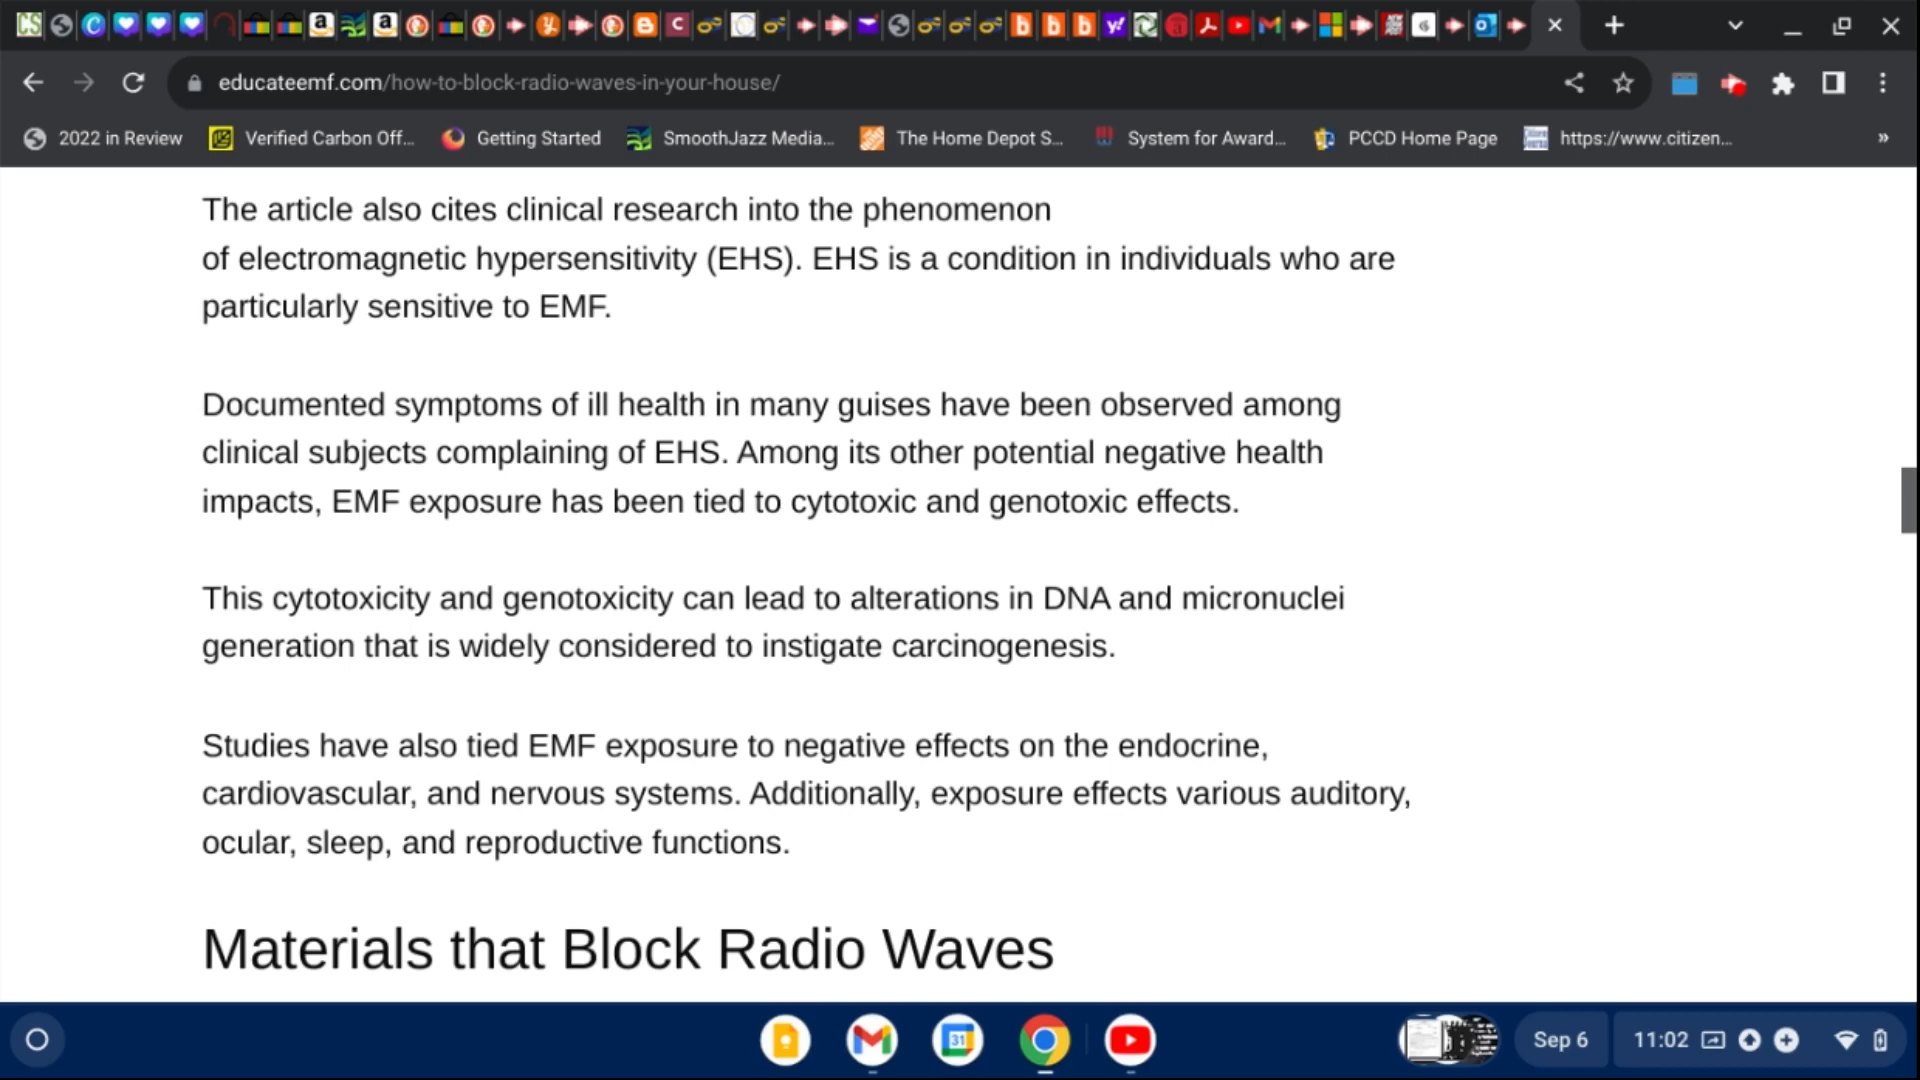 educateemf.com/how-to-block-radio-waves-in-your-house/
2022 in Review Verified Carbon Off... Getting Started SmoothJazz Media... The Home Depot S... System for Award... PCCD Home Page https://www.citizen... »
The article also cites clinical research into the phenomenon
of electromagnetic hypersensitivity (EHS). EHS is a condition in individuals who are
particularly sensitive to EMF.
Documented symptoms of ill health in many guises have been observed among
clinical subjects complaining of EHS. Among its other potential negative health
impacts, EMF exposure has been tied to cytotoxic and genotoxic effects.
This cytotoxicity and genotoxicity can lead to alterations in DNA and micronuclei
generation that is widely considered to instigate carcinogenesis.
Studies have also tied EMF exposure to negative effects on the endocrine,
cardiovascular, and nervous systems. Additionally, exposure effects various auditory,
ocular, sleep, and reproductive functions.
Materials that Block Radio Waves
31 Sep 6 11:02